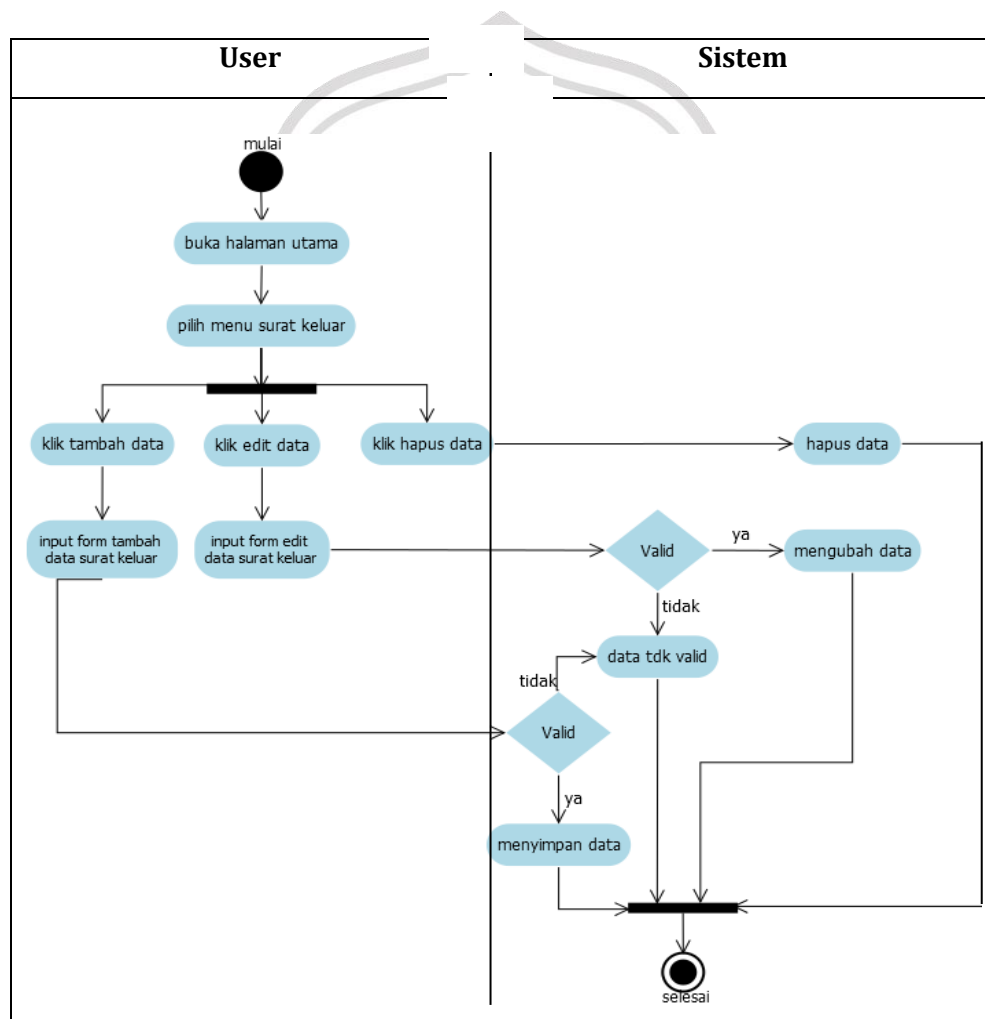 User
Sistem
mulai
buka halaman utama
pilih menu surat keluar
klik tambah data
klik edit data
klik hapus data
hapus data
input form tambah
data surat keluar
input form edit
data surat keluar
Valid
ya
mengubah data
tidak
data tdk valid
tidak
Valid
ya
menyimpan data
selesai